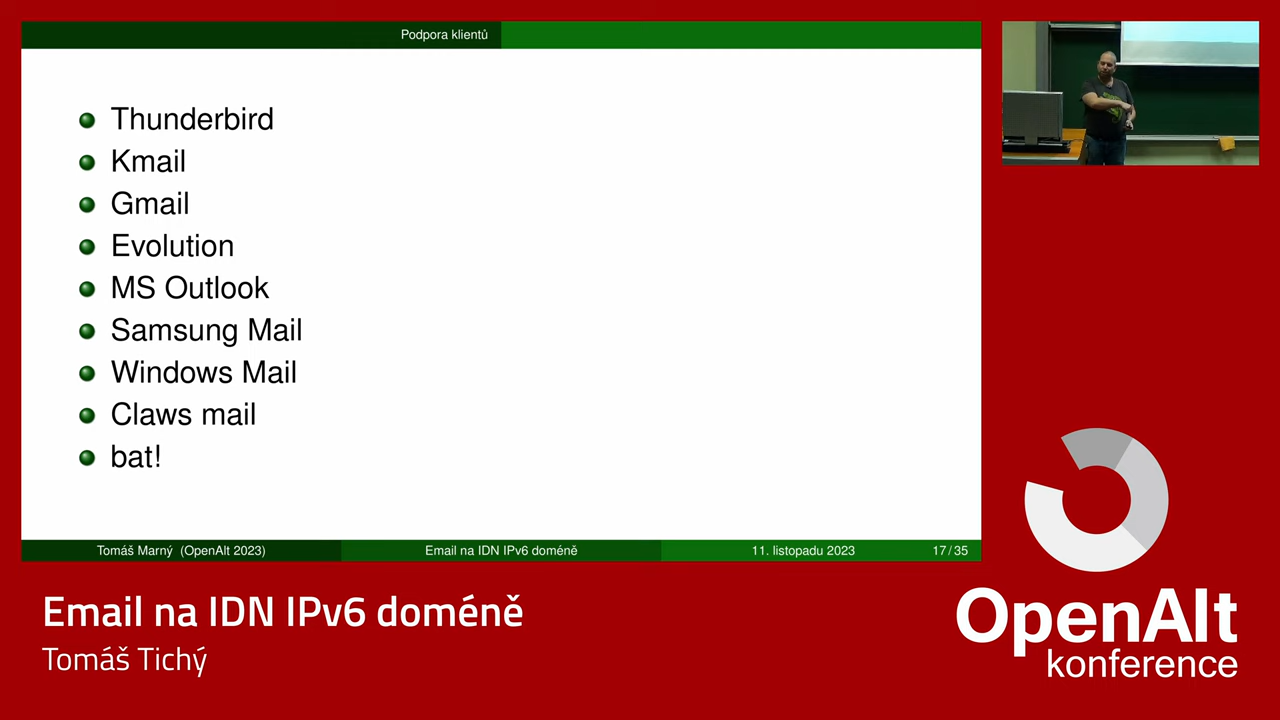 Podpora klientů
Thunderbird
Kmail
Gmail
Evolution
MS Outlook
Samsung Mail
Windows Mail
Claws mail
bat!
Tomáš Marný (OpenAlt 2023)
Email na IDN IPv6 doméně
11. listopadu 2023
17/35
Email na IDN IPv6 doméně
Tomáš Tichý
OpenAlt
konference